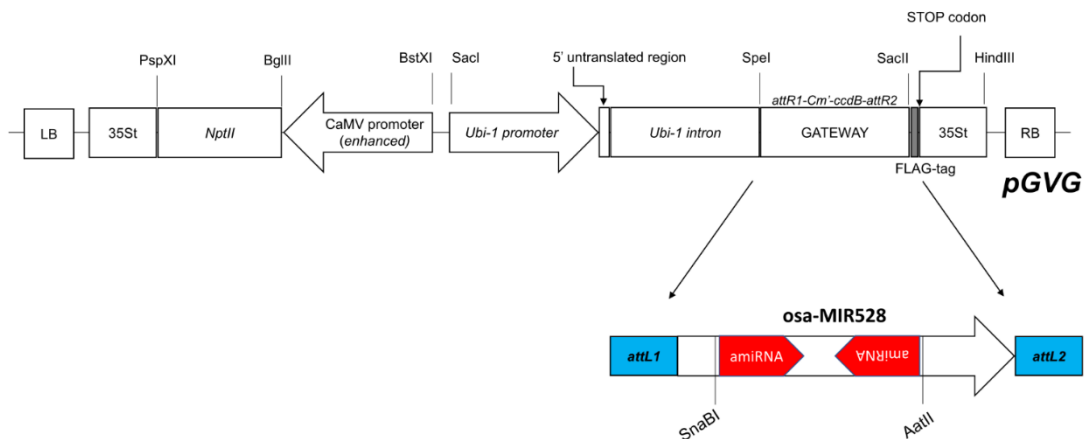 STOP codon
PspXI
BglII
BstXI
SacI
5’ untranslated region
SpeI
SacII
HindIII
attR1-Cm’-ccdB-attR2
LB
35St
NptII
CaMV promoter
(enhanced)
Ubi-1 promoter
Ubi-1 intron
GATEWAY
35St
RB
FLAG-tag
pGVG
osa-MIR528
attL1
amiRNA
amiRNA
attL2
SnaBI
AatII